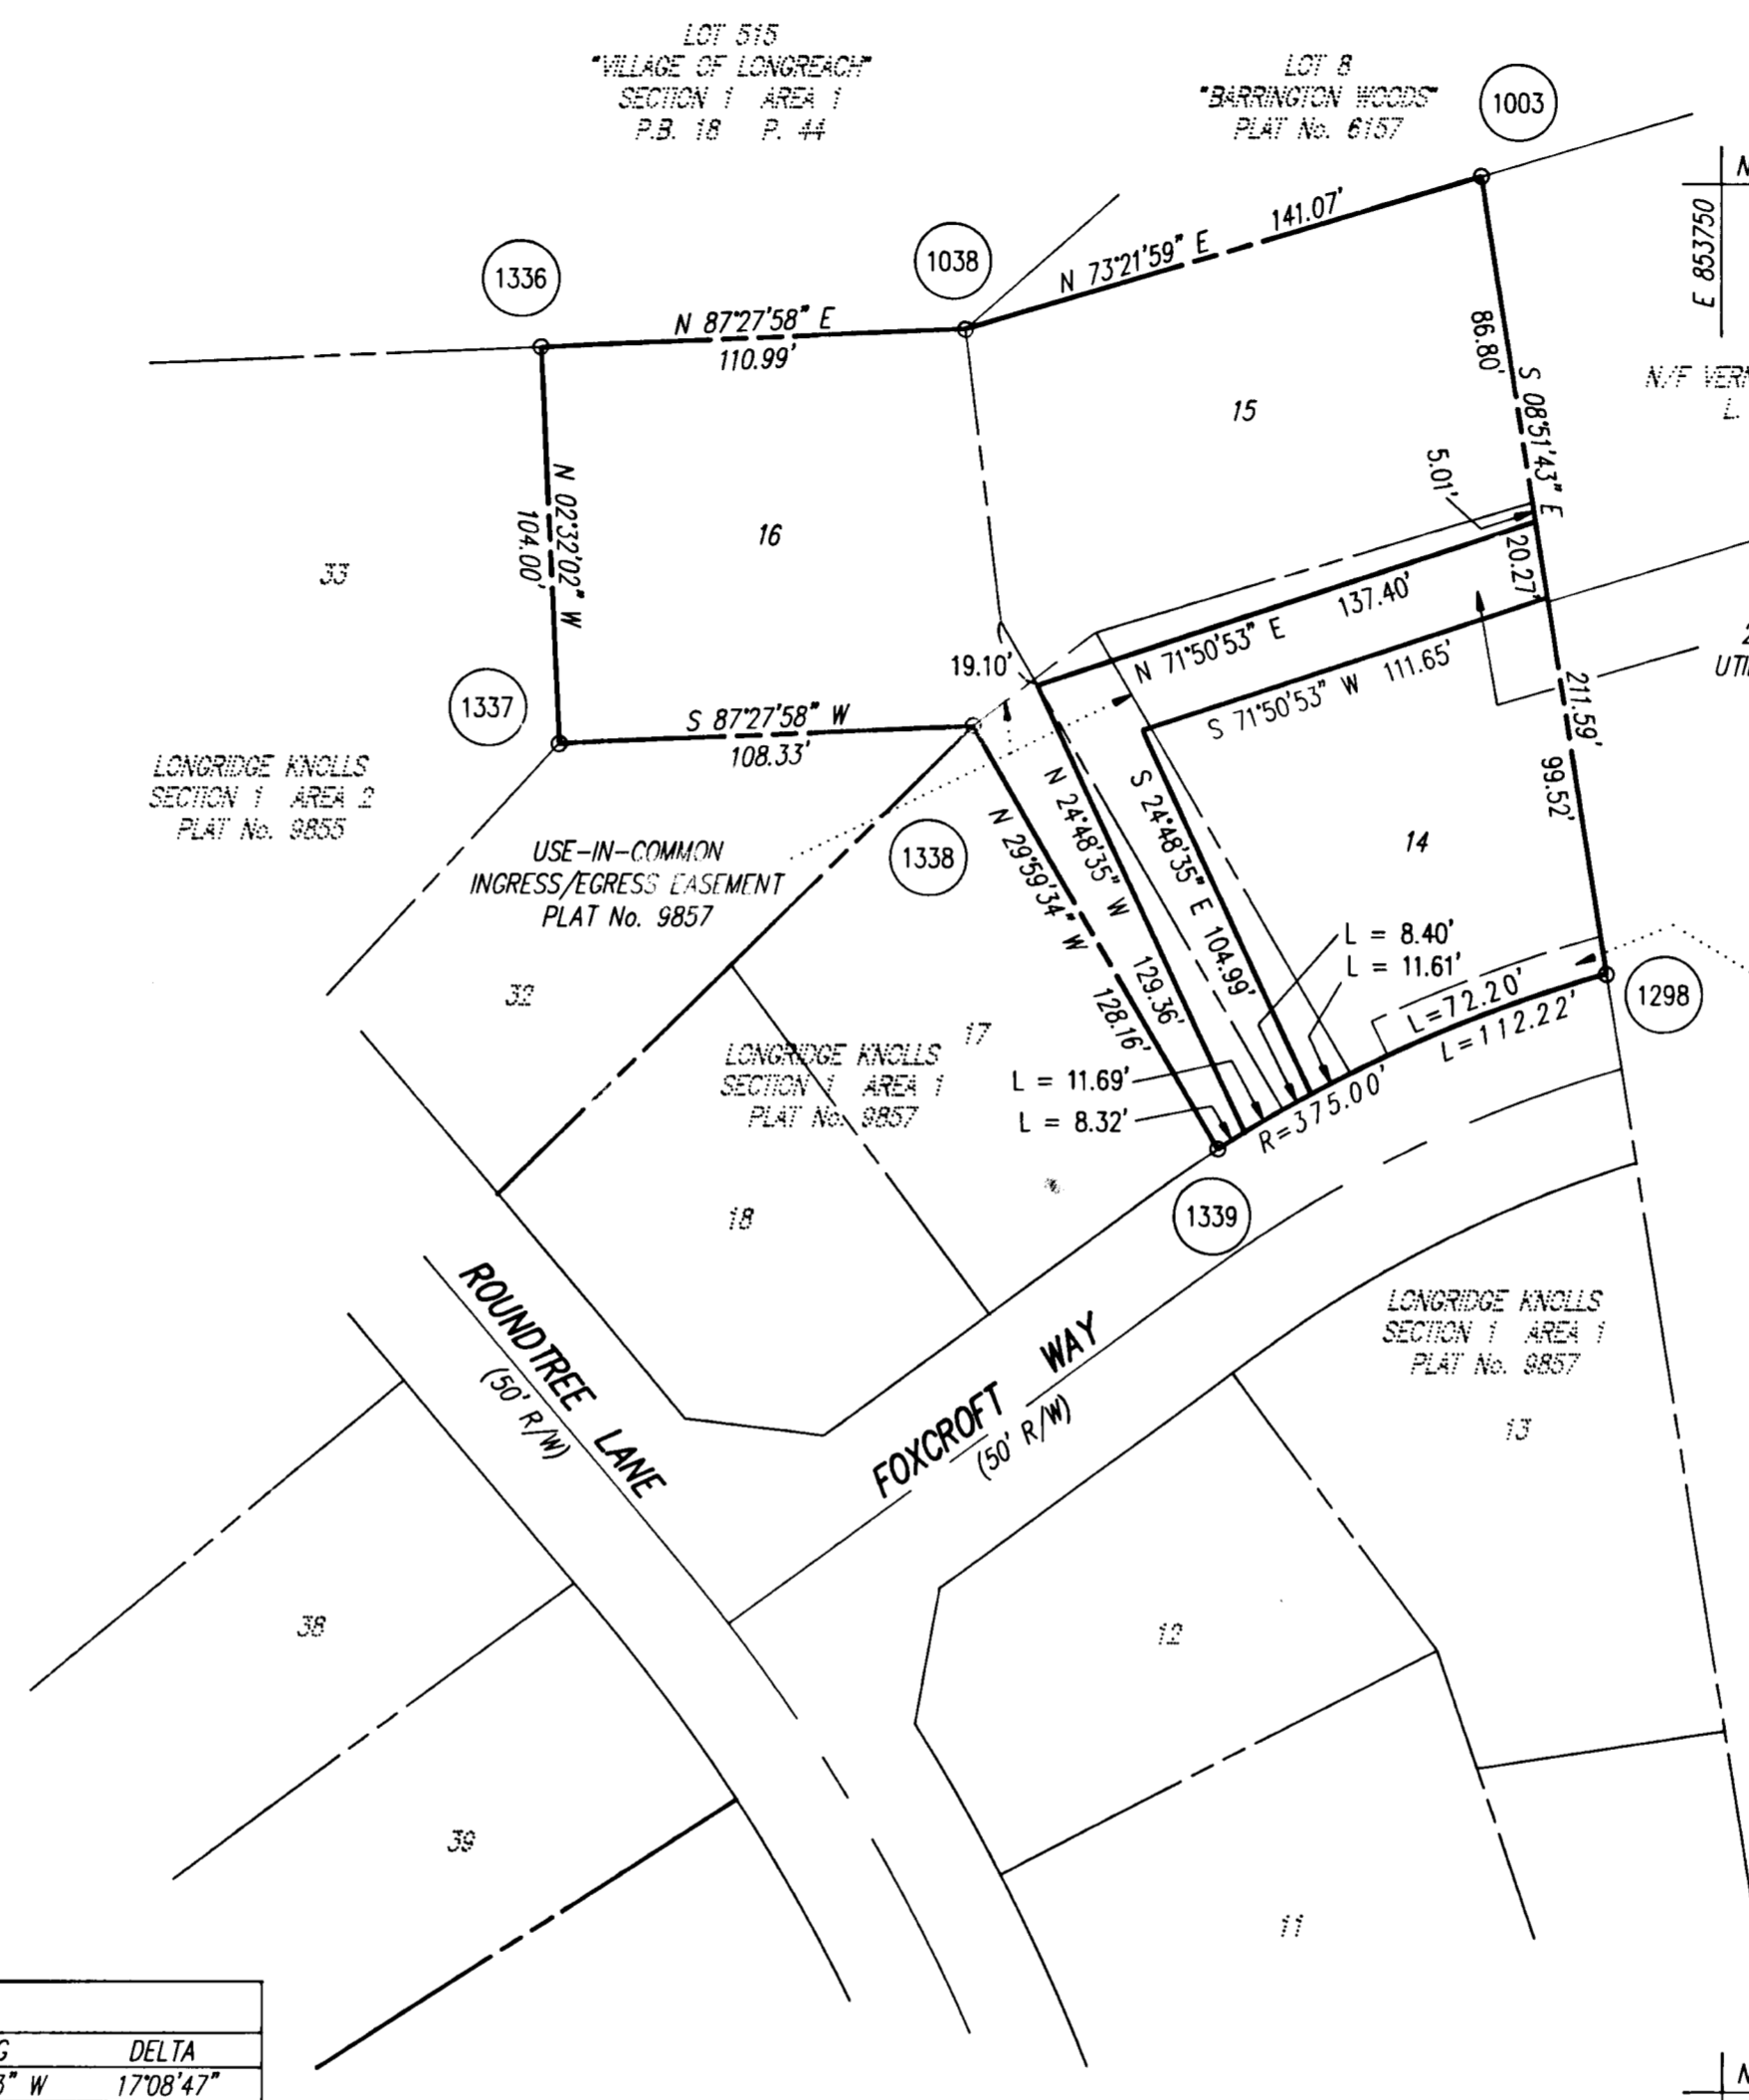 LOT 515
"VILLAGE OF LONGREACH"
SECTION 1 AREA 1
P.B. 18 P. 44
LOT 8
"BARRINGTON WOODS"
PLAT No. 6157
1003
N
E 853750
1336
1038
N 73°21'59" E
141.07'
N 87°27'58" E
110.99'
86.80'
S 08°51'43" E
N/F VERN
L.
15
5.01'
16
33
N 02°32'02" W
104.00'
20.27'
137.40'
N 71°50'53" E
19.10'
S 71°50'53" W 111.65'
2
UTI
211.59'
99.52'
1337
S 87°27'58" W
108.33'
LONGRIDGE KNOLLS
SECTION 1 AREA 2
PLAT No. 9855
USE-IN-COMMON
INGRESS/EGRESS EASEMENT
PLAT No. 9857
1338
N 29°59'34" W
128.16'
N 24°48'35" W
129.36'
S 24°48'35" E 104.99'
14
L = 8.40'
L = 11.61'
L=72.20'
L=112.22'
1298
32
17
LONGRIDGE KNOLLS
SECTION 1 AREA 1
PLAT No. 9857
L = 11.69'
L = 8.32'
R=375.00'
1339
18
ROUNDTREE LANE
(50' R/W)
FOXCROFT WAY
(50' R/W)
LONGRIDGE KNOLLS
SECTION 1 AREA 1
PLAT No. 9857
13
38
12
39
11
G DELTA
3" W 17°08'47"
N